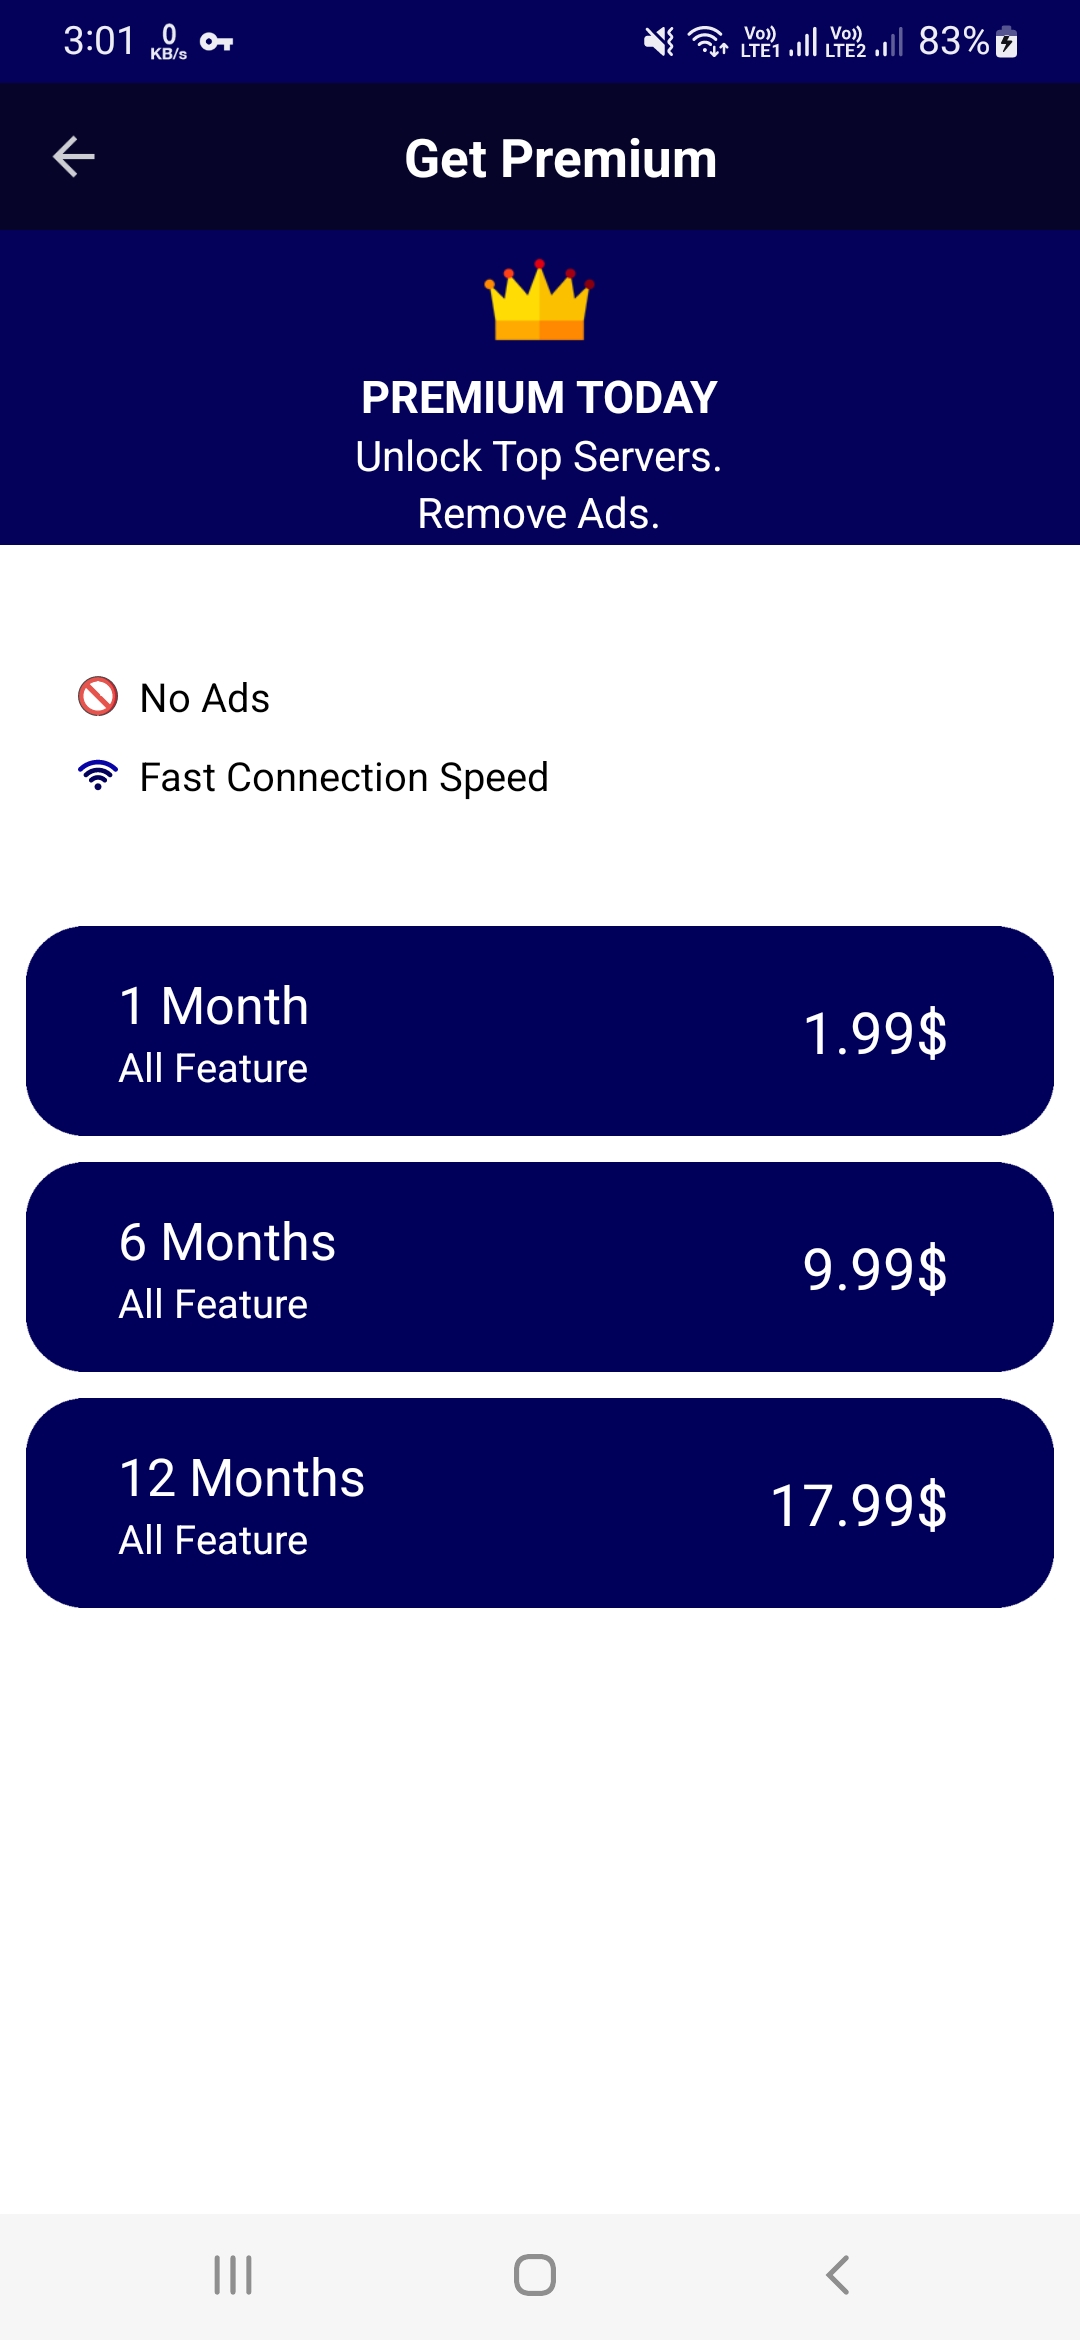 3:01 0 KB/s Vo)) LTE1 Vo)) LTE2 83%
Get Premium
PREMIUM TODAY
Unlock Top Servers.
Remove Ads.
No Ads
Fast Connection Speed
1 Month
All Feature
1.99$
6 Months
All Feature
9.99$
12 Months
All Feature
17.99$